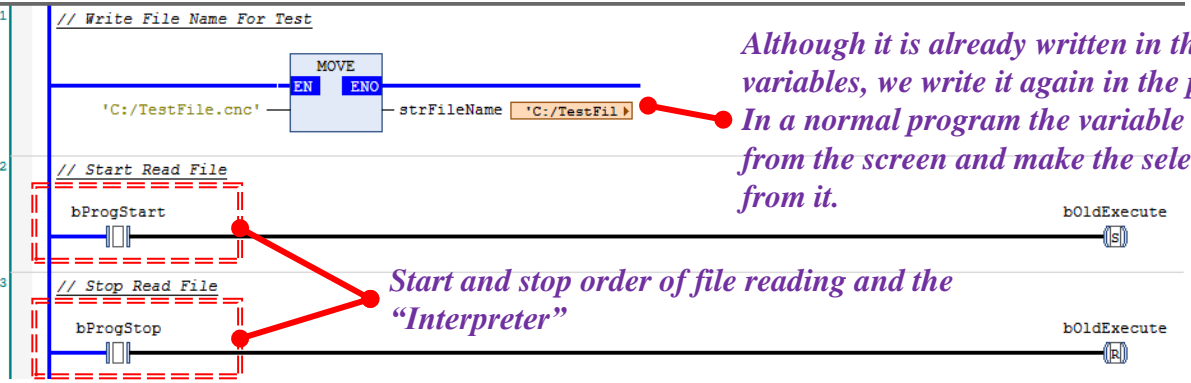 1
// Write File Name For Test
MOVE
EN ENO
'C:/TestFile.cnc' strFileName 'C:/TestFil
Although it is already written in th
variables, we write it again in the p
In a normal program the variable
from the screen and make the sele
from it.
2
// Start Read File
bProgStart
bOldExecute
S
Start and stop order of file reading and the
“Interpreter”
3
// Stop Read File
bProgStop
bOldExecute
R